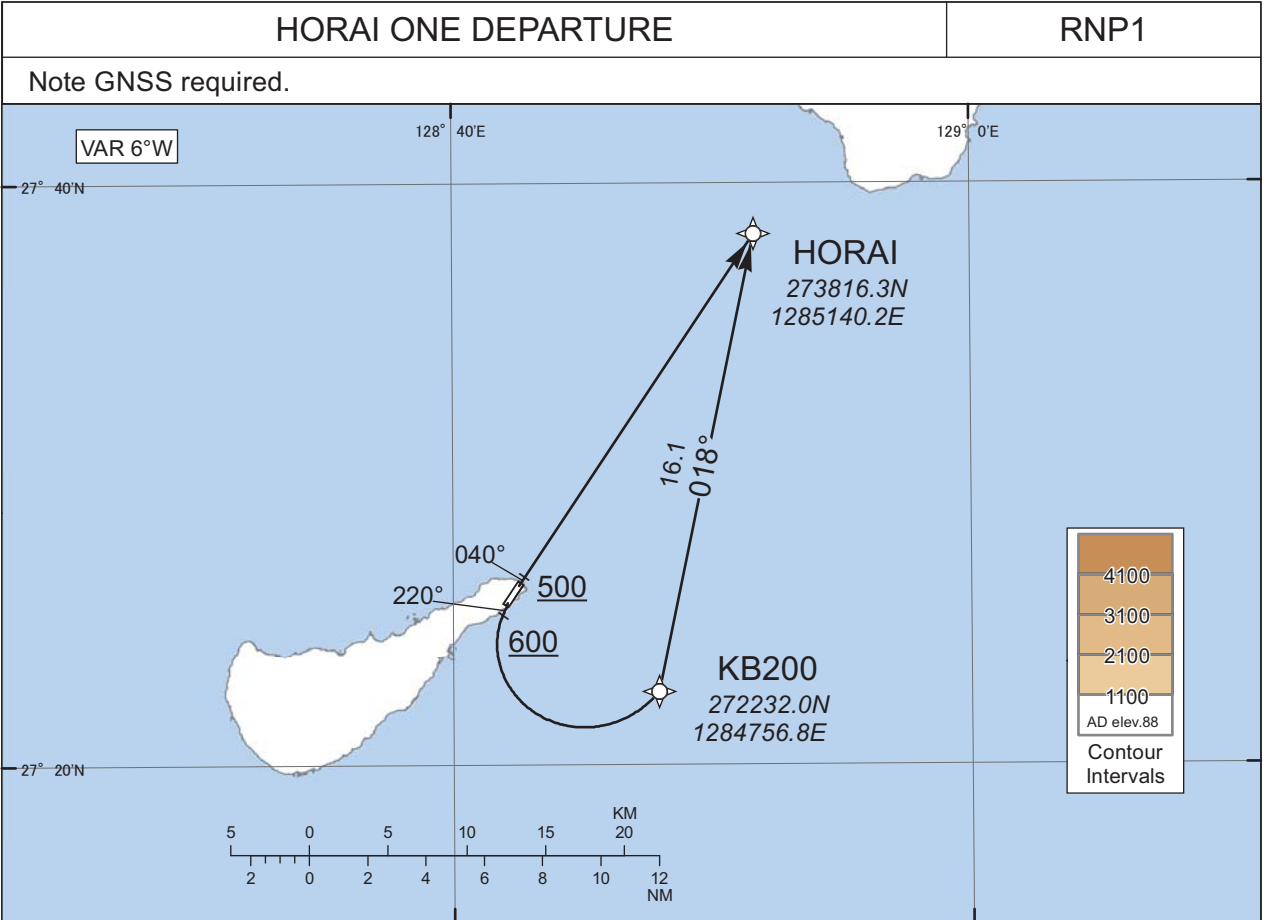 HORAI ONE DEPARTURE
RNP1
Note GNSS required.
VAR 6°W
128° 40'E
129° 0'E
27° 40'N
HORAI
273816.3N
1285140.2E
16.1
018°
040°
500
220°
600
KB200
272232.0N
1284756.8E
4100
3100
2100
1100
AD elev.88
Contour
Intervals
27° 20'N
KM
5 0 5 10 15 20
2 0 2 4 6 8 10 12
NM